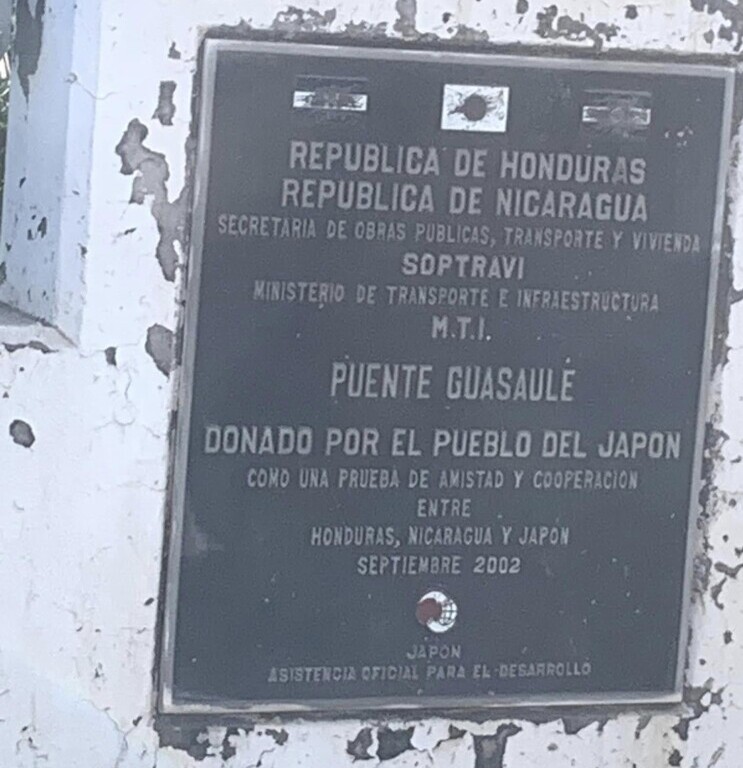 REPUBLICA DE HONDURAS
REPUBLICA DE NICARAGUA
SECRETARIA DE OBRAS PUBLICAS, TRANSPORTE Y VIVIENDA
SOPTRAVI
MINISTERIO DE TRANSPORTE E INFRAESTRUCTURA
M.T.I.
PUENTE GUASAULE
DONADO POR EL PUEBLO DEL JAPON
COMO UNA PRUEBA DE AMISTAD Y COOPERACION
ENTRE
HONDURAS, NICARAGUA Y JAPON
SEPTIEMBRE 2002
JAPON
ASISTENCIA OFICIAL PARA EL DESARROLLO